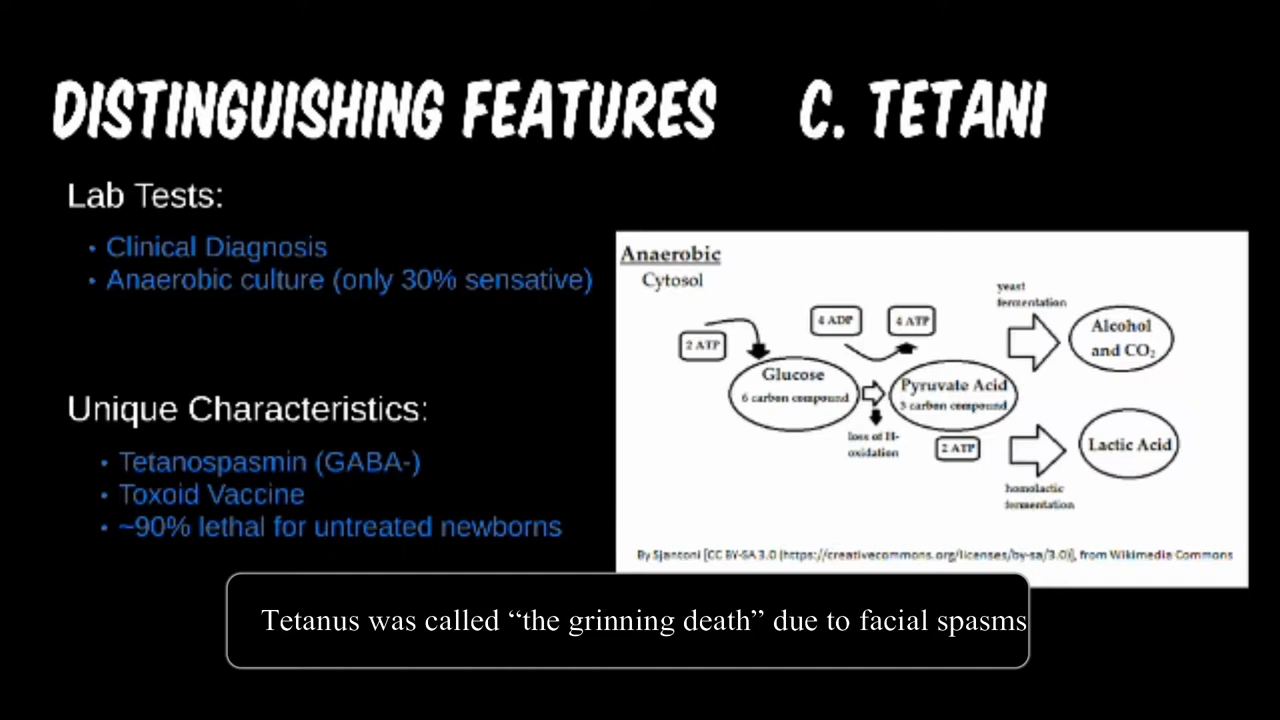 DISTINGUISHING FEATURES C. TETANI
Lab Tests:
• Clinical Diagnosis
• Anaerobic culture (only 30% sensative)
Unique Characteristics:
• Tetanospasmin (GABA-)
• Toxoid Vaccine
• ~90% lethal for untreated newborns
Anaerobic
Cytosol
2 ATP
4 ADP
4 ATP
Glucose
6 carbon compound
loss of H-
oxidation
Pyruvate Acid
3 carbon compound
2 ATP
yeast
fermentation
Alcohol
and CO₂
Lactic Acid
homolactic
fermentation
By Sjantoni [CC BY-SA 3.0 (https://creativecommons.org/licenses/by-sa/3.0)], from Wikimedia Commons
Tetanus was called “the grinning death” due to facial spasms